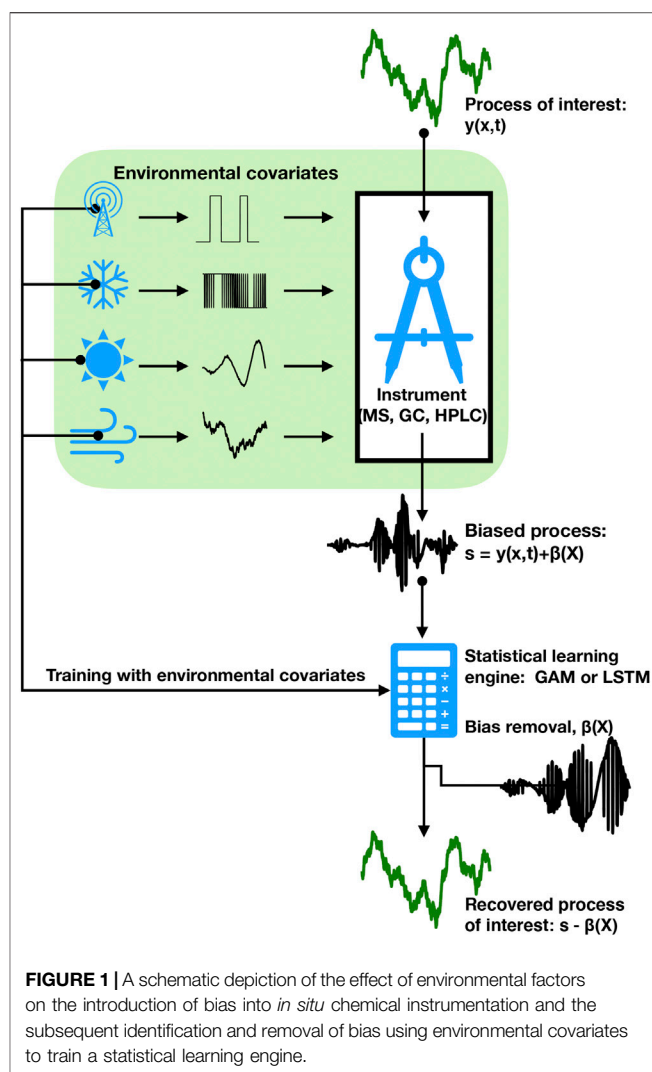 Process of interest:
y(x,t)
Environmental covariates
Instrument
(MS, GC, HPLC)
Biased process:
s = y(x,t)+β(X)
Training with environmental covariates
÷
×
−
+
=
Statistical learning
engine: GAM or LSTM
Bias removal, β(X)
Recovered process
of interest: s - β(X)
FIGURE 1 | A schematic depiction of the effect of environmental factors
on the introduction of bias into in situ chemical instrumentation and the
subsequent identification and removal of bias using environmental covariates
to train a statistical learning engine.